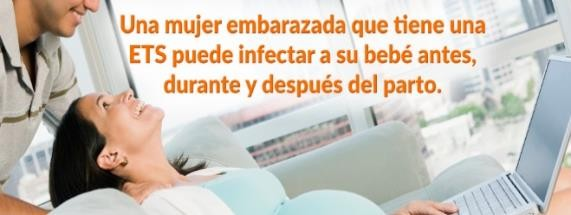 Una mujer embarazada que tiene una
ETS puede infectar a su bebé antes,
durante y después del parto.